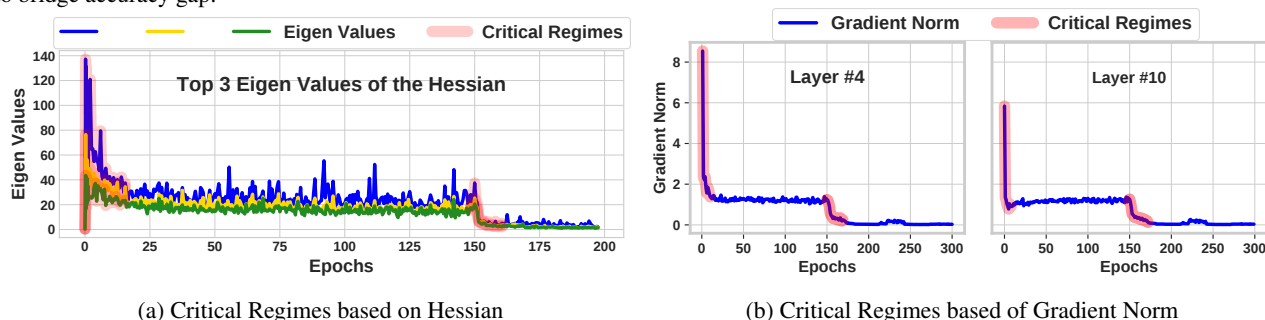 to bridge accuracy gap.
Eigen Values Critical Regimes
Top 3 Eigen Values of the Hessian
Eigen Values
140
120
100
80
60
40
20
0
0 25 50 75 100 125 150 175 200
Epochs
(a) Critical Regimes based on Hessian
Gradient Norm Critical Regimes
Layer #4 Layer #10
Gradient Norm
8
6
4
2
0
0 50 100 150 200 250 300 0 50 100 150 200 250 300
Epochs Epochs
(b) Critical Regimes based of Gradient Norm